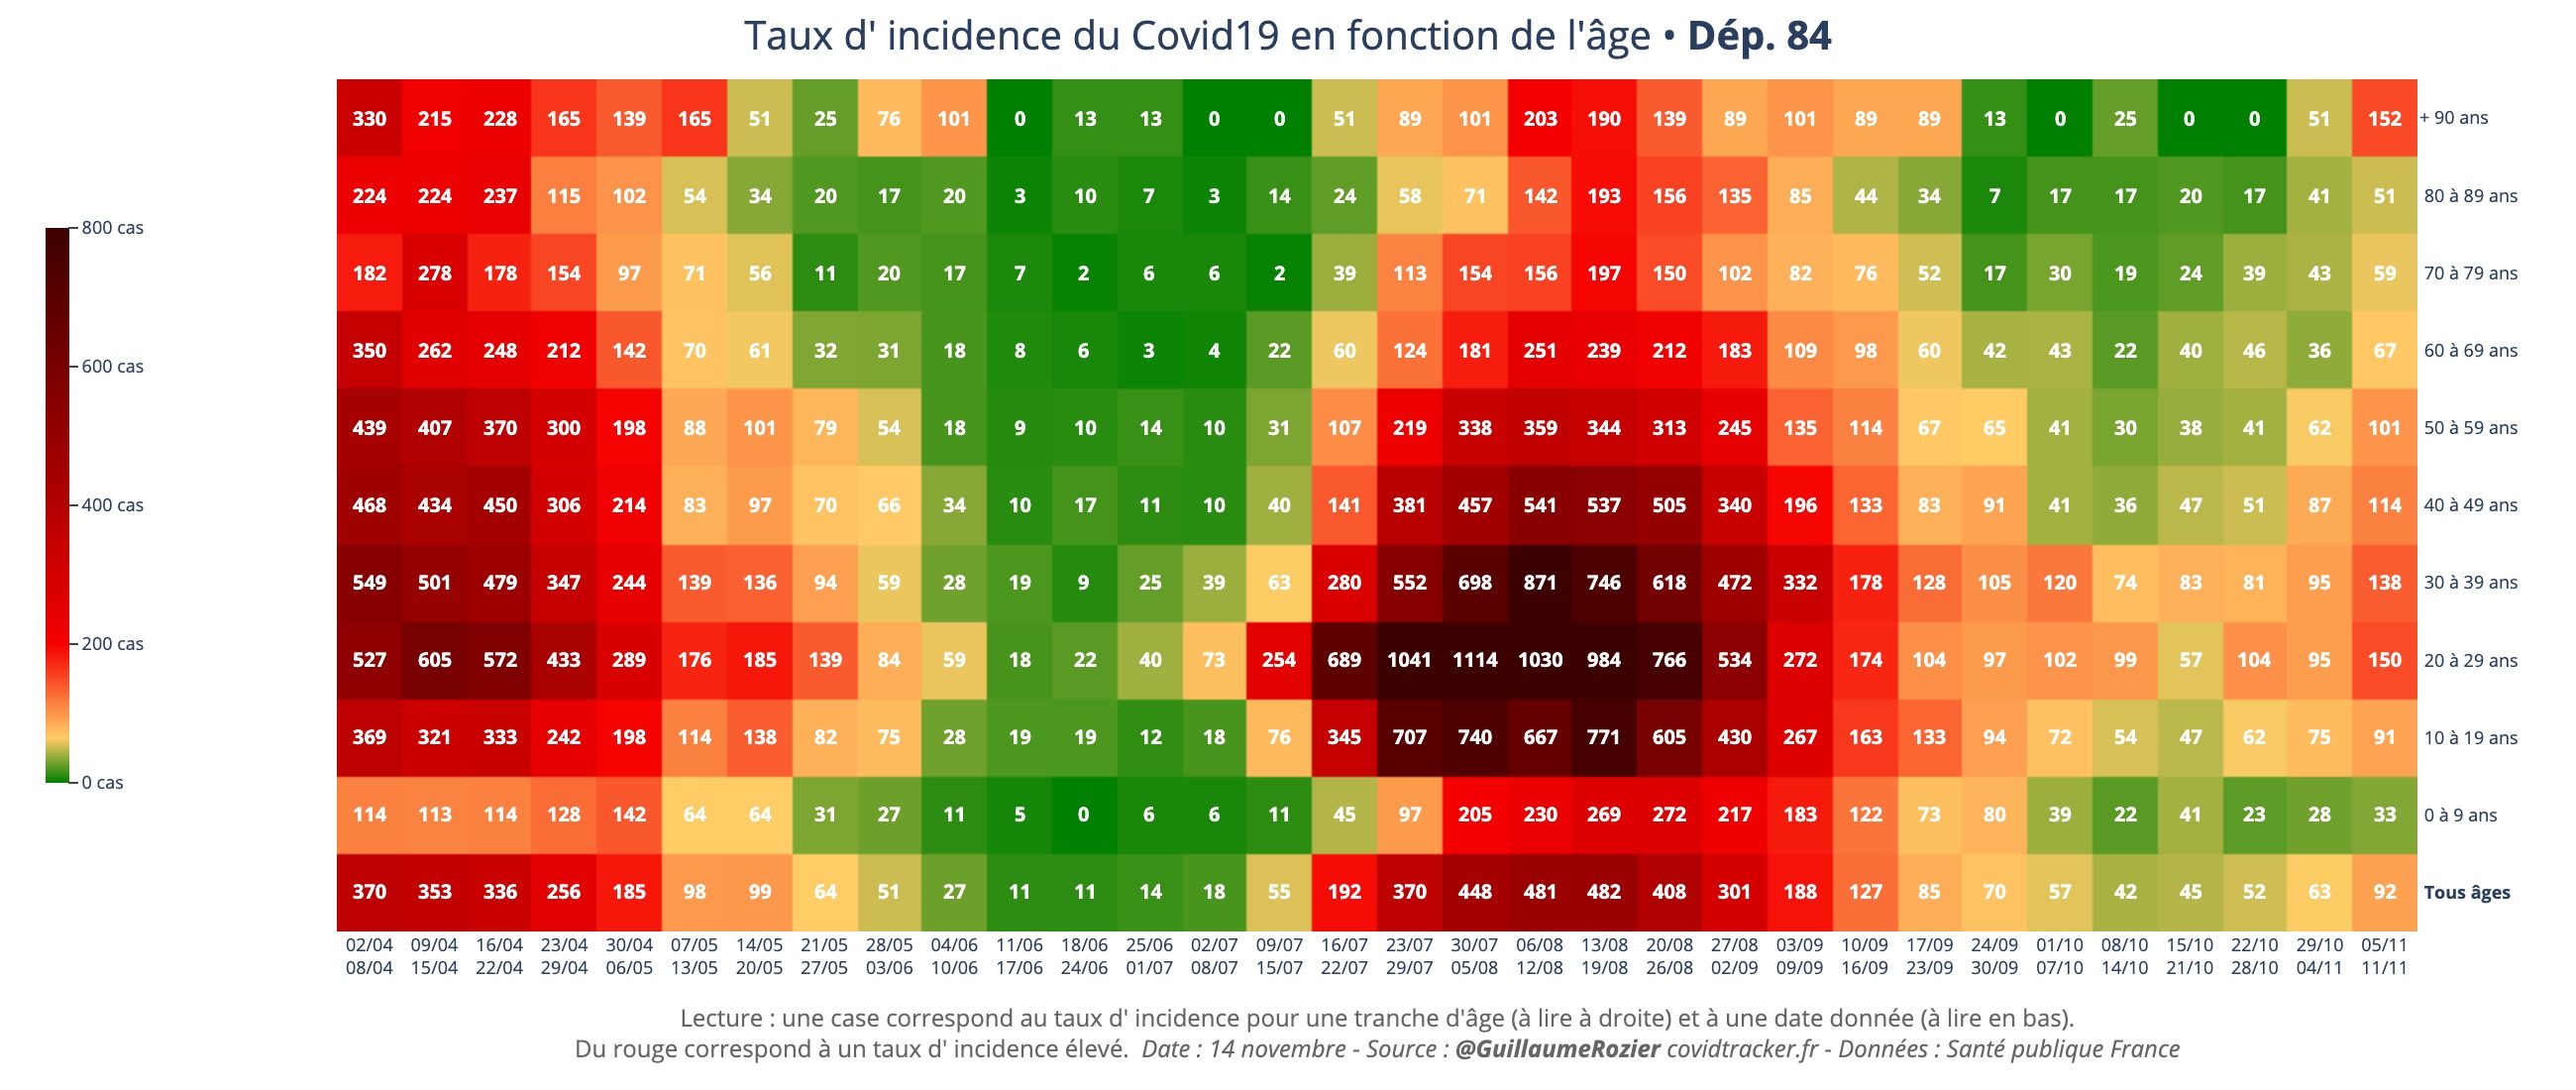 Taux d' incidence du Covid19 en fonction de l'âge • Dép. 84
800 cas
600 cas
400 cas
200 cas
0 cas
330 215 228 165 139 165 51 25 76 101 0 13 13 0 0 51 89 101 203 190 139 89 101 89 89 13 0 25 0 0 51 152 + 90 ans
224 224 237 115 102 54 34 20 17 20 3 10 7 3 14 24 58 71 142 193 156 135 85 44 34 7 17 17 20 17 41 51 80 à 89 ans
182 278 178 154 97 71 56 11 20 17 7 2 6 6 2 39 113 154 156 197 150 102 82 76 52 17 30 19 24 39 43 59 70 à 79 ans
350 262 248 212 142 70 61 32 31 18 8 6 3 4 22 60 124 181 251 239 212 183 109 98 60 42 43 22 40 46 36 67 60 à 69 ans
439 407 370 300 198 88 101 79 54 18 9 10 14 10 31 107 219 338 359 344 313 245 135 114 67 65 41 30 38 41 62 101 50 à 59 ans
468 434 450 306 214 83 97 70 66 34 10 17 11 10 40 141 381 457 541 537 505 340 196 133 83 91 41 36 47 51 87 114 40 à 49 ans
549 501 479 347 244 139 136 94 59 28 19 9 25 39 63 280 552 698 871 746 618 472 332 178 128 105 120 74 83 81 95 138 30 à 39 ans
527 605 572 433 289 176 185 139 84 59 18 22 40 73 254 689 1041 1114 1030 984 766 534 272 174 104 97 102 99 57 104 95 150 20 à 29 ans
369 321 333 242 198 114 138 82 75 28 19 19 12 18 76 345 707 740 667 771 605 430 267 163 133 94 72 54 47 62 75 91 10 à 19 ans
114 113 114 128 142 64 64 31 27 11 5 0 6 6 11 45 97 205 230 269 272 217 183 122 73 80 39 22 41 23 28 33 0 à 9 ans
370 353 336 256 185 98 99 64 51 27 11 11 14 18 55 192 370 448 481 482 408 301 188 127 85 70 57 42 45 52 63 92 Tous âges
02/04 09/04 16/04 23/04 30/04 07/05 14/05 21/05 28/05 04/06 11/06 18/06 25/06 02/07 09/07 16/07 23/07 30/07 06/08 13/08 20/08 27/08 03/09 10/09 17/09 24/09 01/10 08/10 15/10 22/10 29/10 05/11
08/04 15/04 22/04 29/04 06/05 13/05 20/05 27/05 03/06 10/06 17/06 24/06 01/07 08/07 15/07 22/07 29/07 05/08 12/08 19/08 26/08 02/09 09/09 16/09 23/09 30/09 07/10 14/10 21/10 28/10 04/11 11/11
Lecture : une case correspond au taux d' incidence pour une tranche d'âge (à lire à droite) et à une date donnée (à lire en bas).
Du rouge correspond à un taux d' incidence élevé. Date : 14 novembre - Source : @GuillaumeRozier covidtracker.fr - Données : Santé publique France